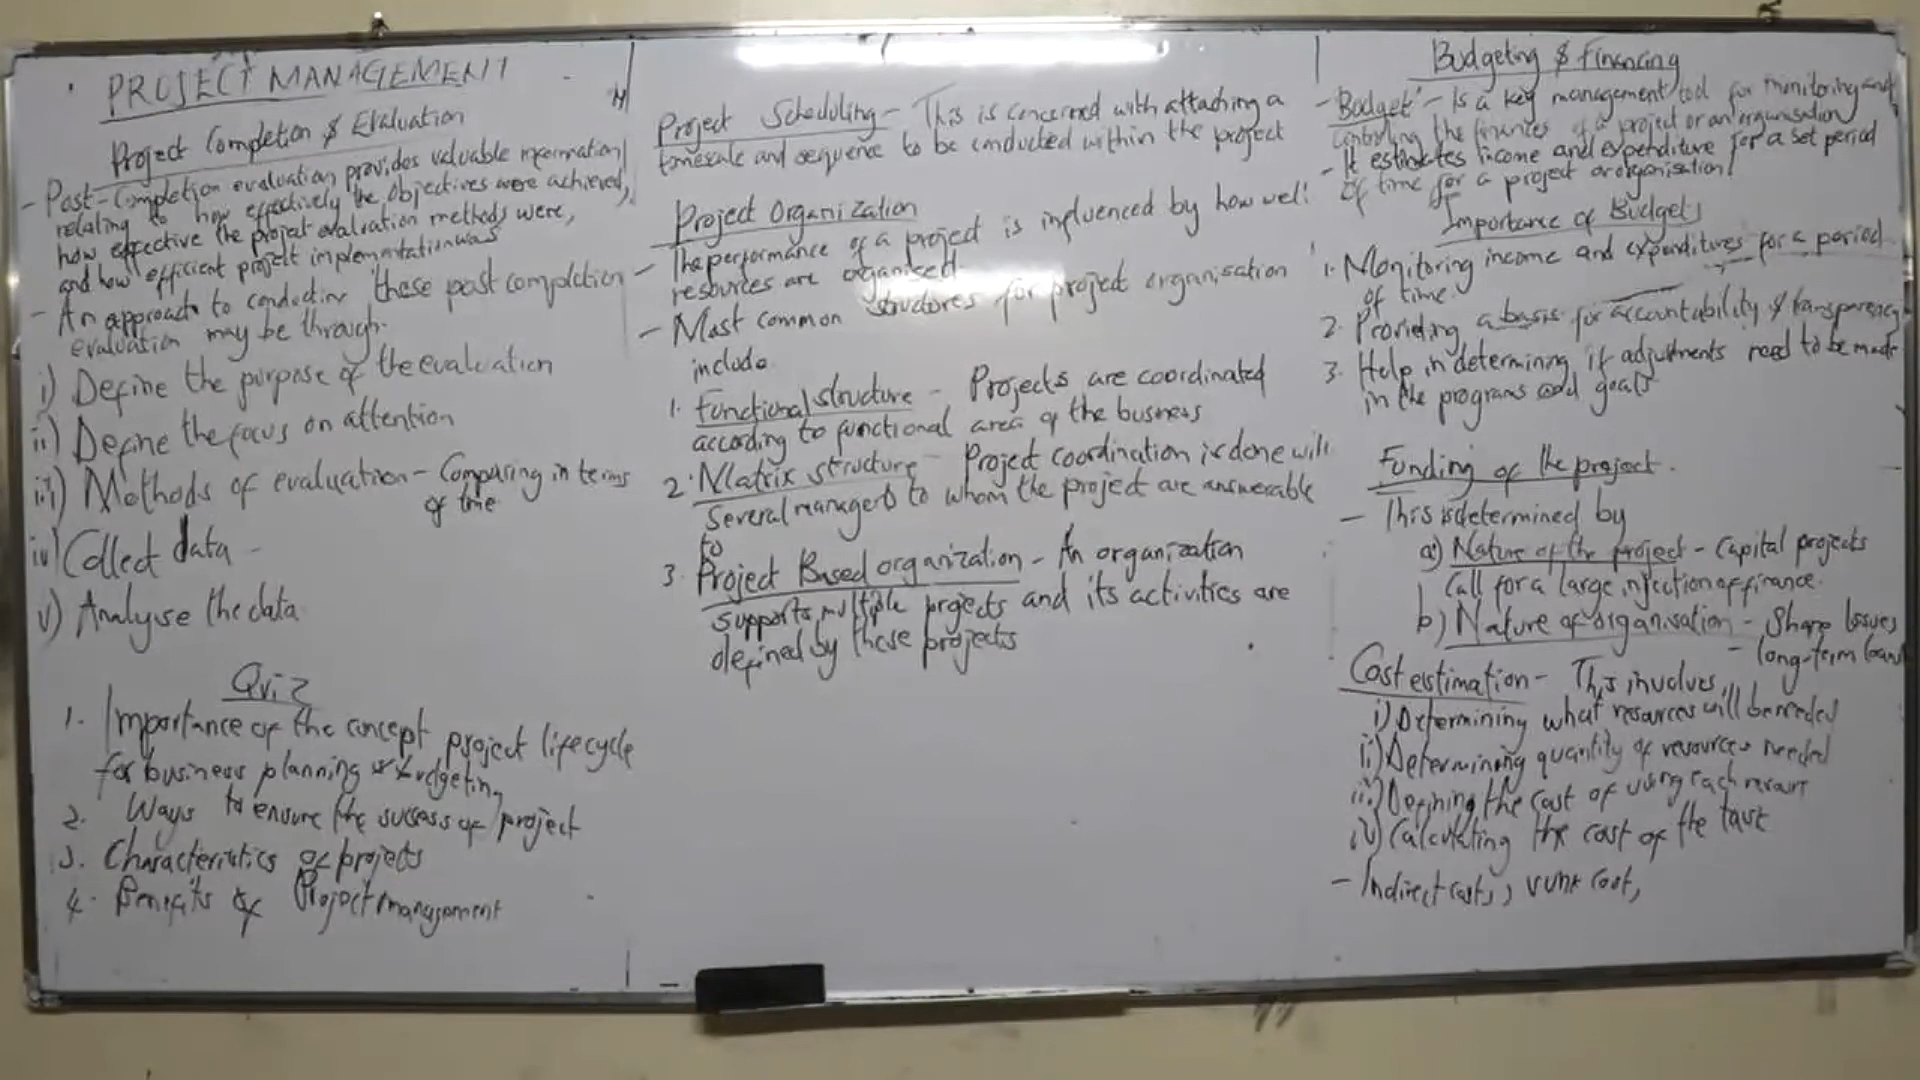 PROJECT MANAGEMENT
Project Completion & Evaluation
- Post-Completion evaluation provides valuable information
relating to how effectively the objectives were achieved,
how effective the project evaluation methods were,
and how efficient projelt implemntation was
- An approach to conducting these post completion
evaluation may be through.
i) Define the purpose of the evaluation
ii) Define the focus on attention
iii) Methods of evaluation - Comparing in terms
of time
iv) Collect data -
v) Analyse the data
Quiz
1. Importance of the concept project lifecycle
for business planning & budgeting
2. Ways to ensure the success of project
3. Characteristics of projects
4. Benefits of Project management
Project Scheduling - This is concerned with attaching a
timescale and sequence to be conducted within the project
Project Organization
- The performance of a project is influenced by how well
resources are organised
- Most common structures for project organisation
include
1. Functional structure - Projects are coordinated
according to functional area of the business
2. Matrix structure - Project coordination is done will
several managers to whom the project are answerable
to
3. Project Based organization - An organization
supports multiple projects and its activities are
defined by these projects
Budgeting & Financing
- Budget - Is a key management tool for monitoring and
controlling the finances of a project or an organisation
- It estimates income and expenditure for a set period
of time for a project or organisation
Importance of Budgets
1. Monitoring income and expenditures for a period
of time.
2. Providing a basis for accountability & transparency
3. Help in determining if adjustments need to be made
in the programs and goals
Funding of the project.
- This is determined by
a) Nature of the project - Capital projects
Call for a large injection of finance.
b) Nature of organisation - Share Issues
- long-term loans
Cost estimation - This involves
i) Determining what resources will be needed
ii) Determining quantity of resources needed
iii) Defining the cost of using each resource
iv) Calculating the cost of the task
- Indirect costs, sunk cost,